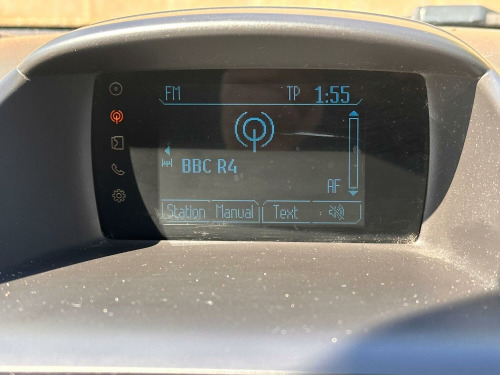 FM TP 1:55
BBC R4
AF
Station Manual Text